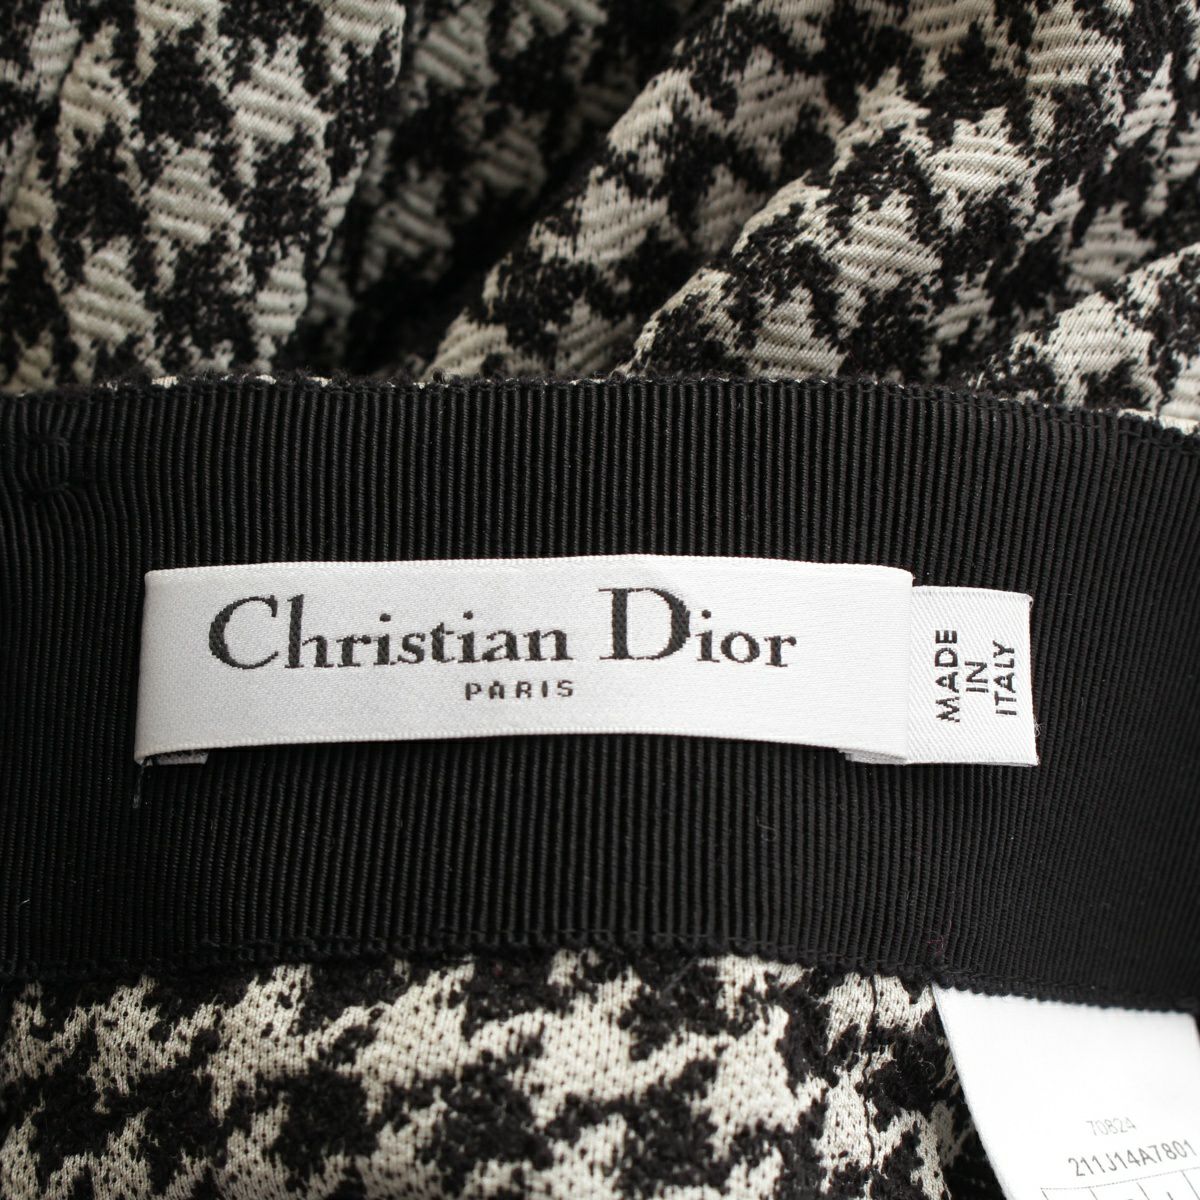 Christian Dior
PARIS
MADE
IN
ITALY
70824
211J14A7801